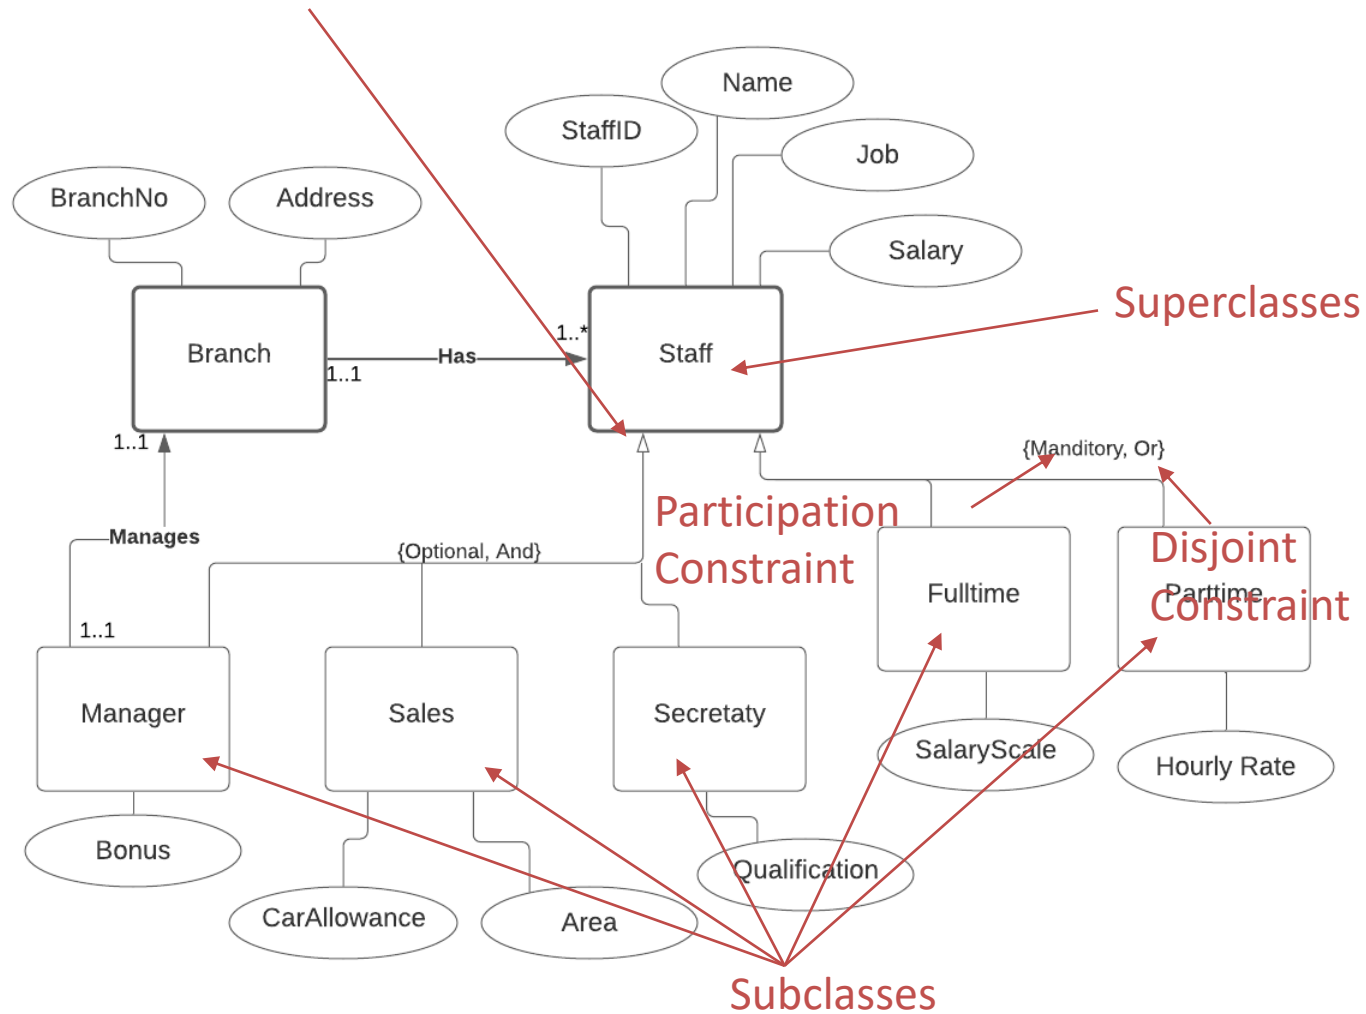 Name
StaffID
Job
BranchNo
Address
Salary
Superclasses
1..*
Branch
Has
Staff
1..1
1..1
{Manditory, Or}
Participation
Constraint
Manages
{Optional, And}
Disjoint
Constraint
Fulltime
Parttime
1..1
Manager
Sales
Secretaty
SalaryScale
Hourly Rate
Bonus
Qualification
CarAllowance
Area
Subclasses